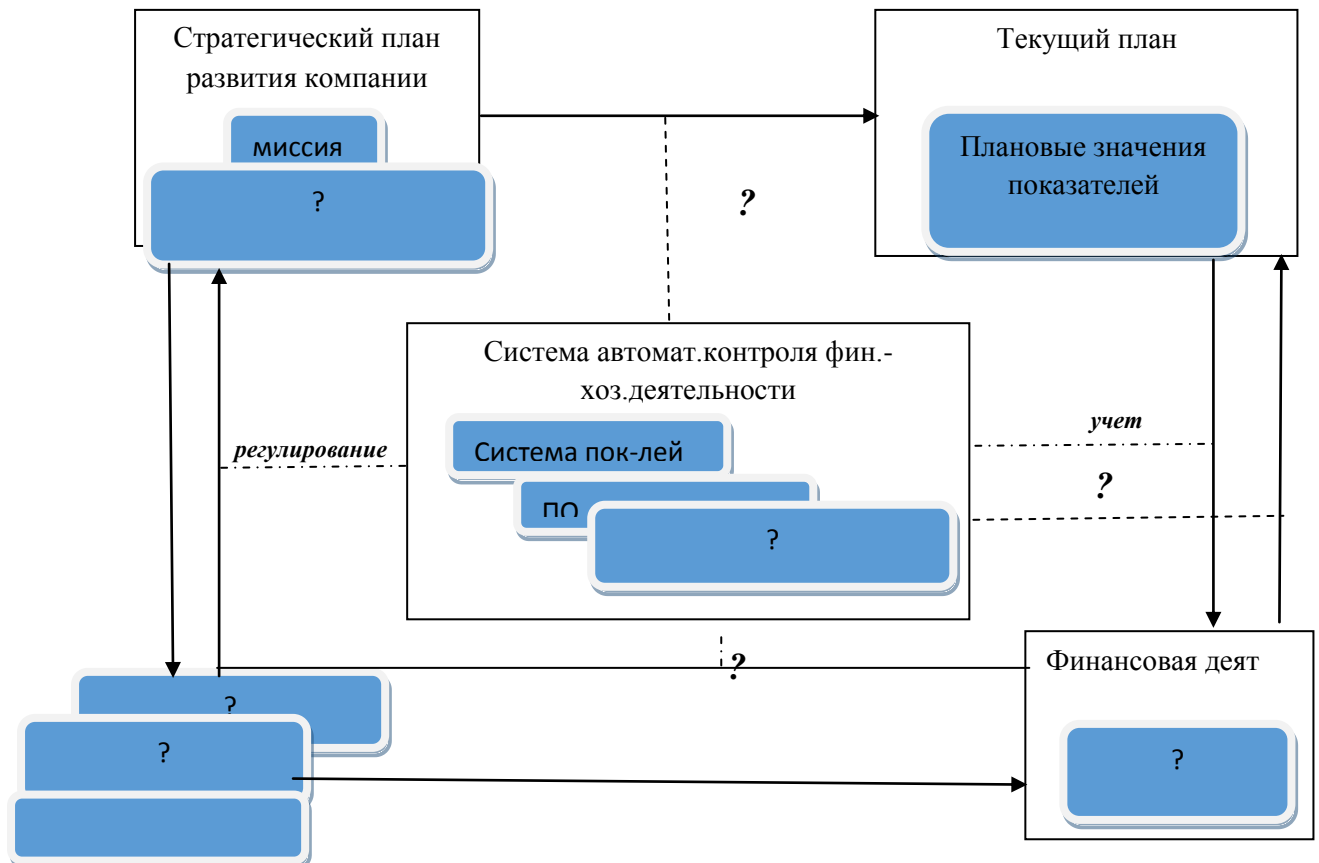 Стратегический план
развития компании
миссия
?
Текущий план
Плановые значения
показателей
?
Система автомат.контроля фин.-
хоз.деятельности
Система пок-лей
ПО
?
регулирование
учет
?
?
?
?
Финансовая деят
?